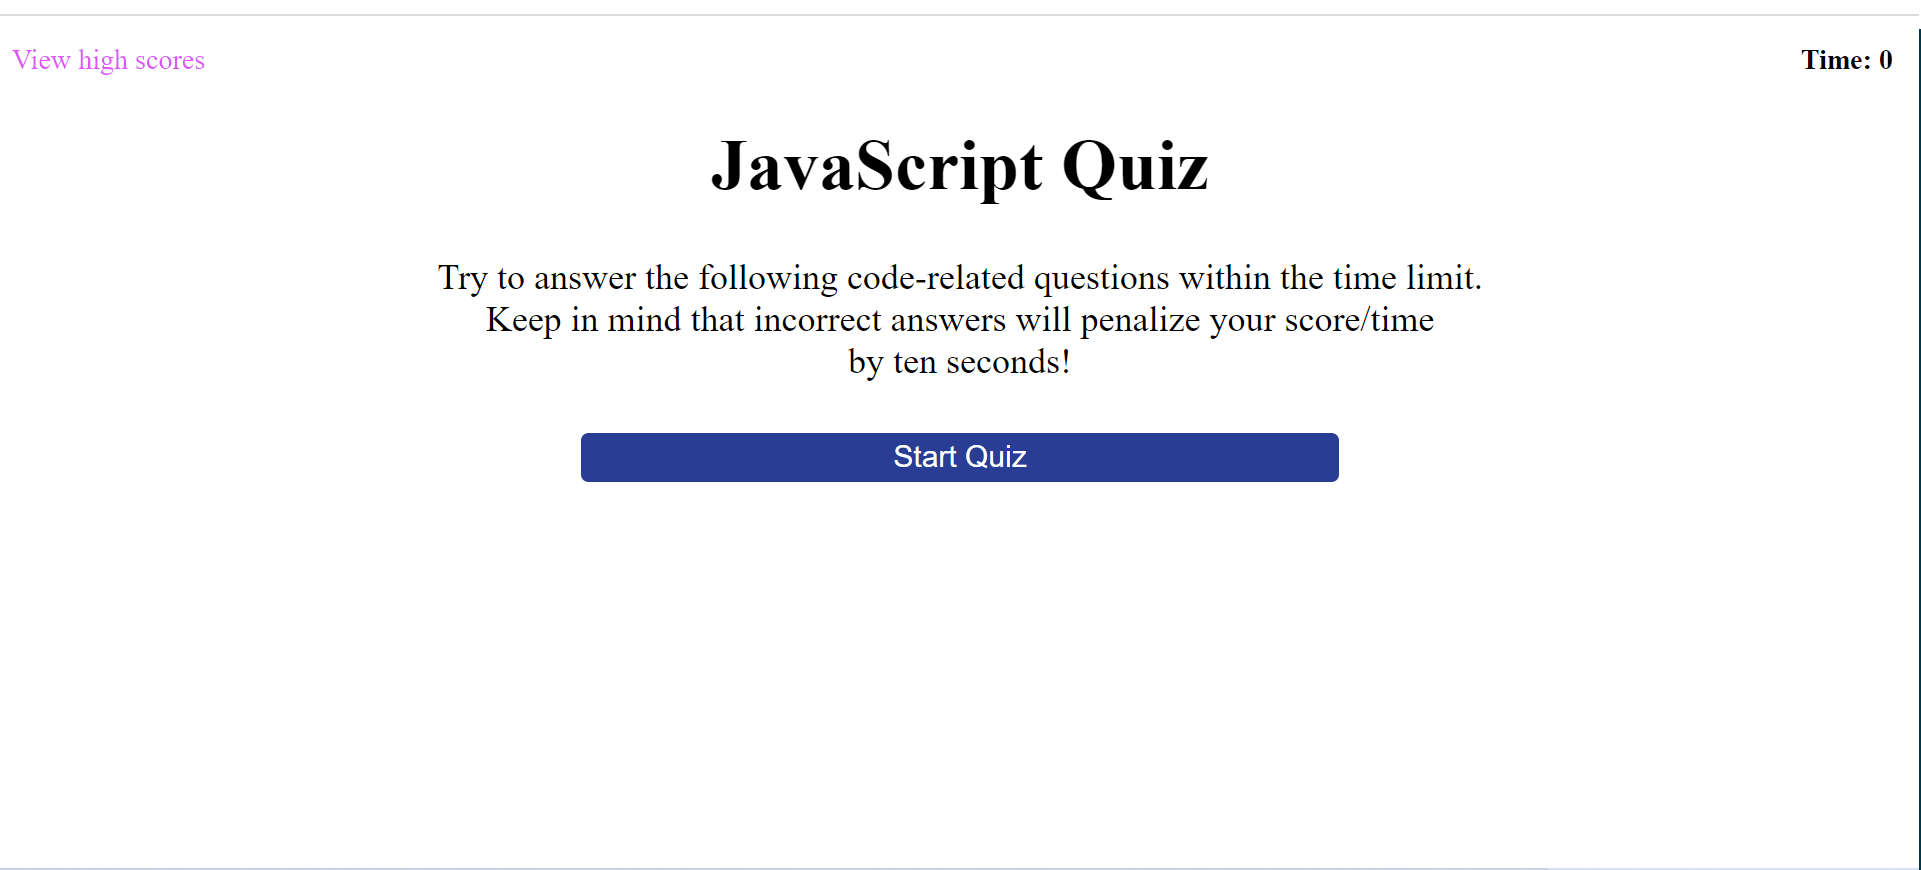 View high scores
Time: 0
JavaScript Quiz
Try to answer the following code-related questions within the time limit.
Keep in mind that incorrect answers will penalize your score/time
by ten seconds!
Start Quiz